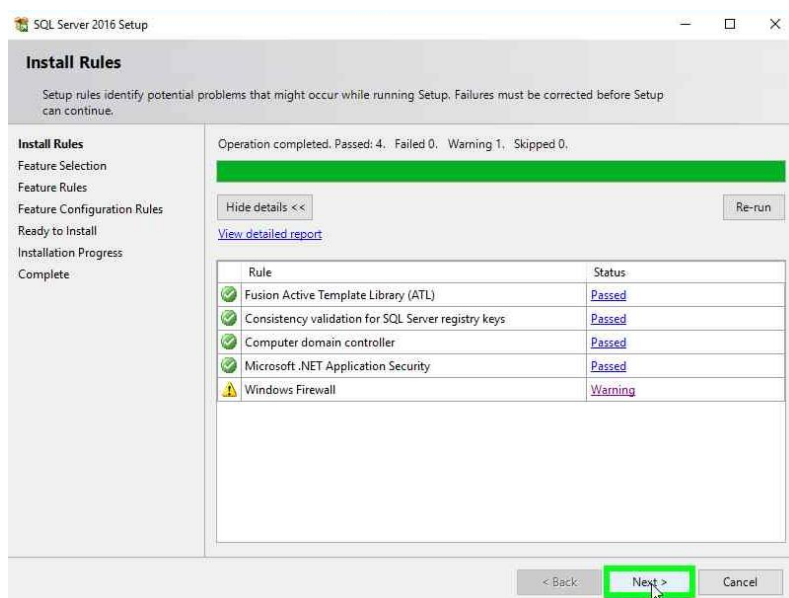 SQL Server 2016 Setup
Install Rules
Setup rules identify potential problems that might occur while running Setup. Failures must be corrected before Setup
can continue.
Install Rules
Feature Selection
Feature Rules
Feature Configuration Rules
Ready to Install
Installation Progress
Complete
Operation completed. Passed: 4. Failed 0. Warning 1. Skipped 0.
Hide details <<
Re-run
View detailed report
Rule Status
Fusion Active Template Library (ATL) Passed
Consistency validation for SQL Server registry keys Passed
Computer domain controller Passed
Microsoft .NET Application Security Passed
Windows Firewall Warning
< Back Next > Cancel